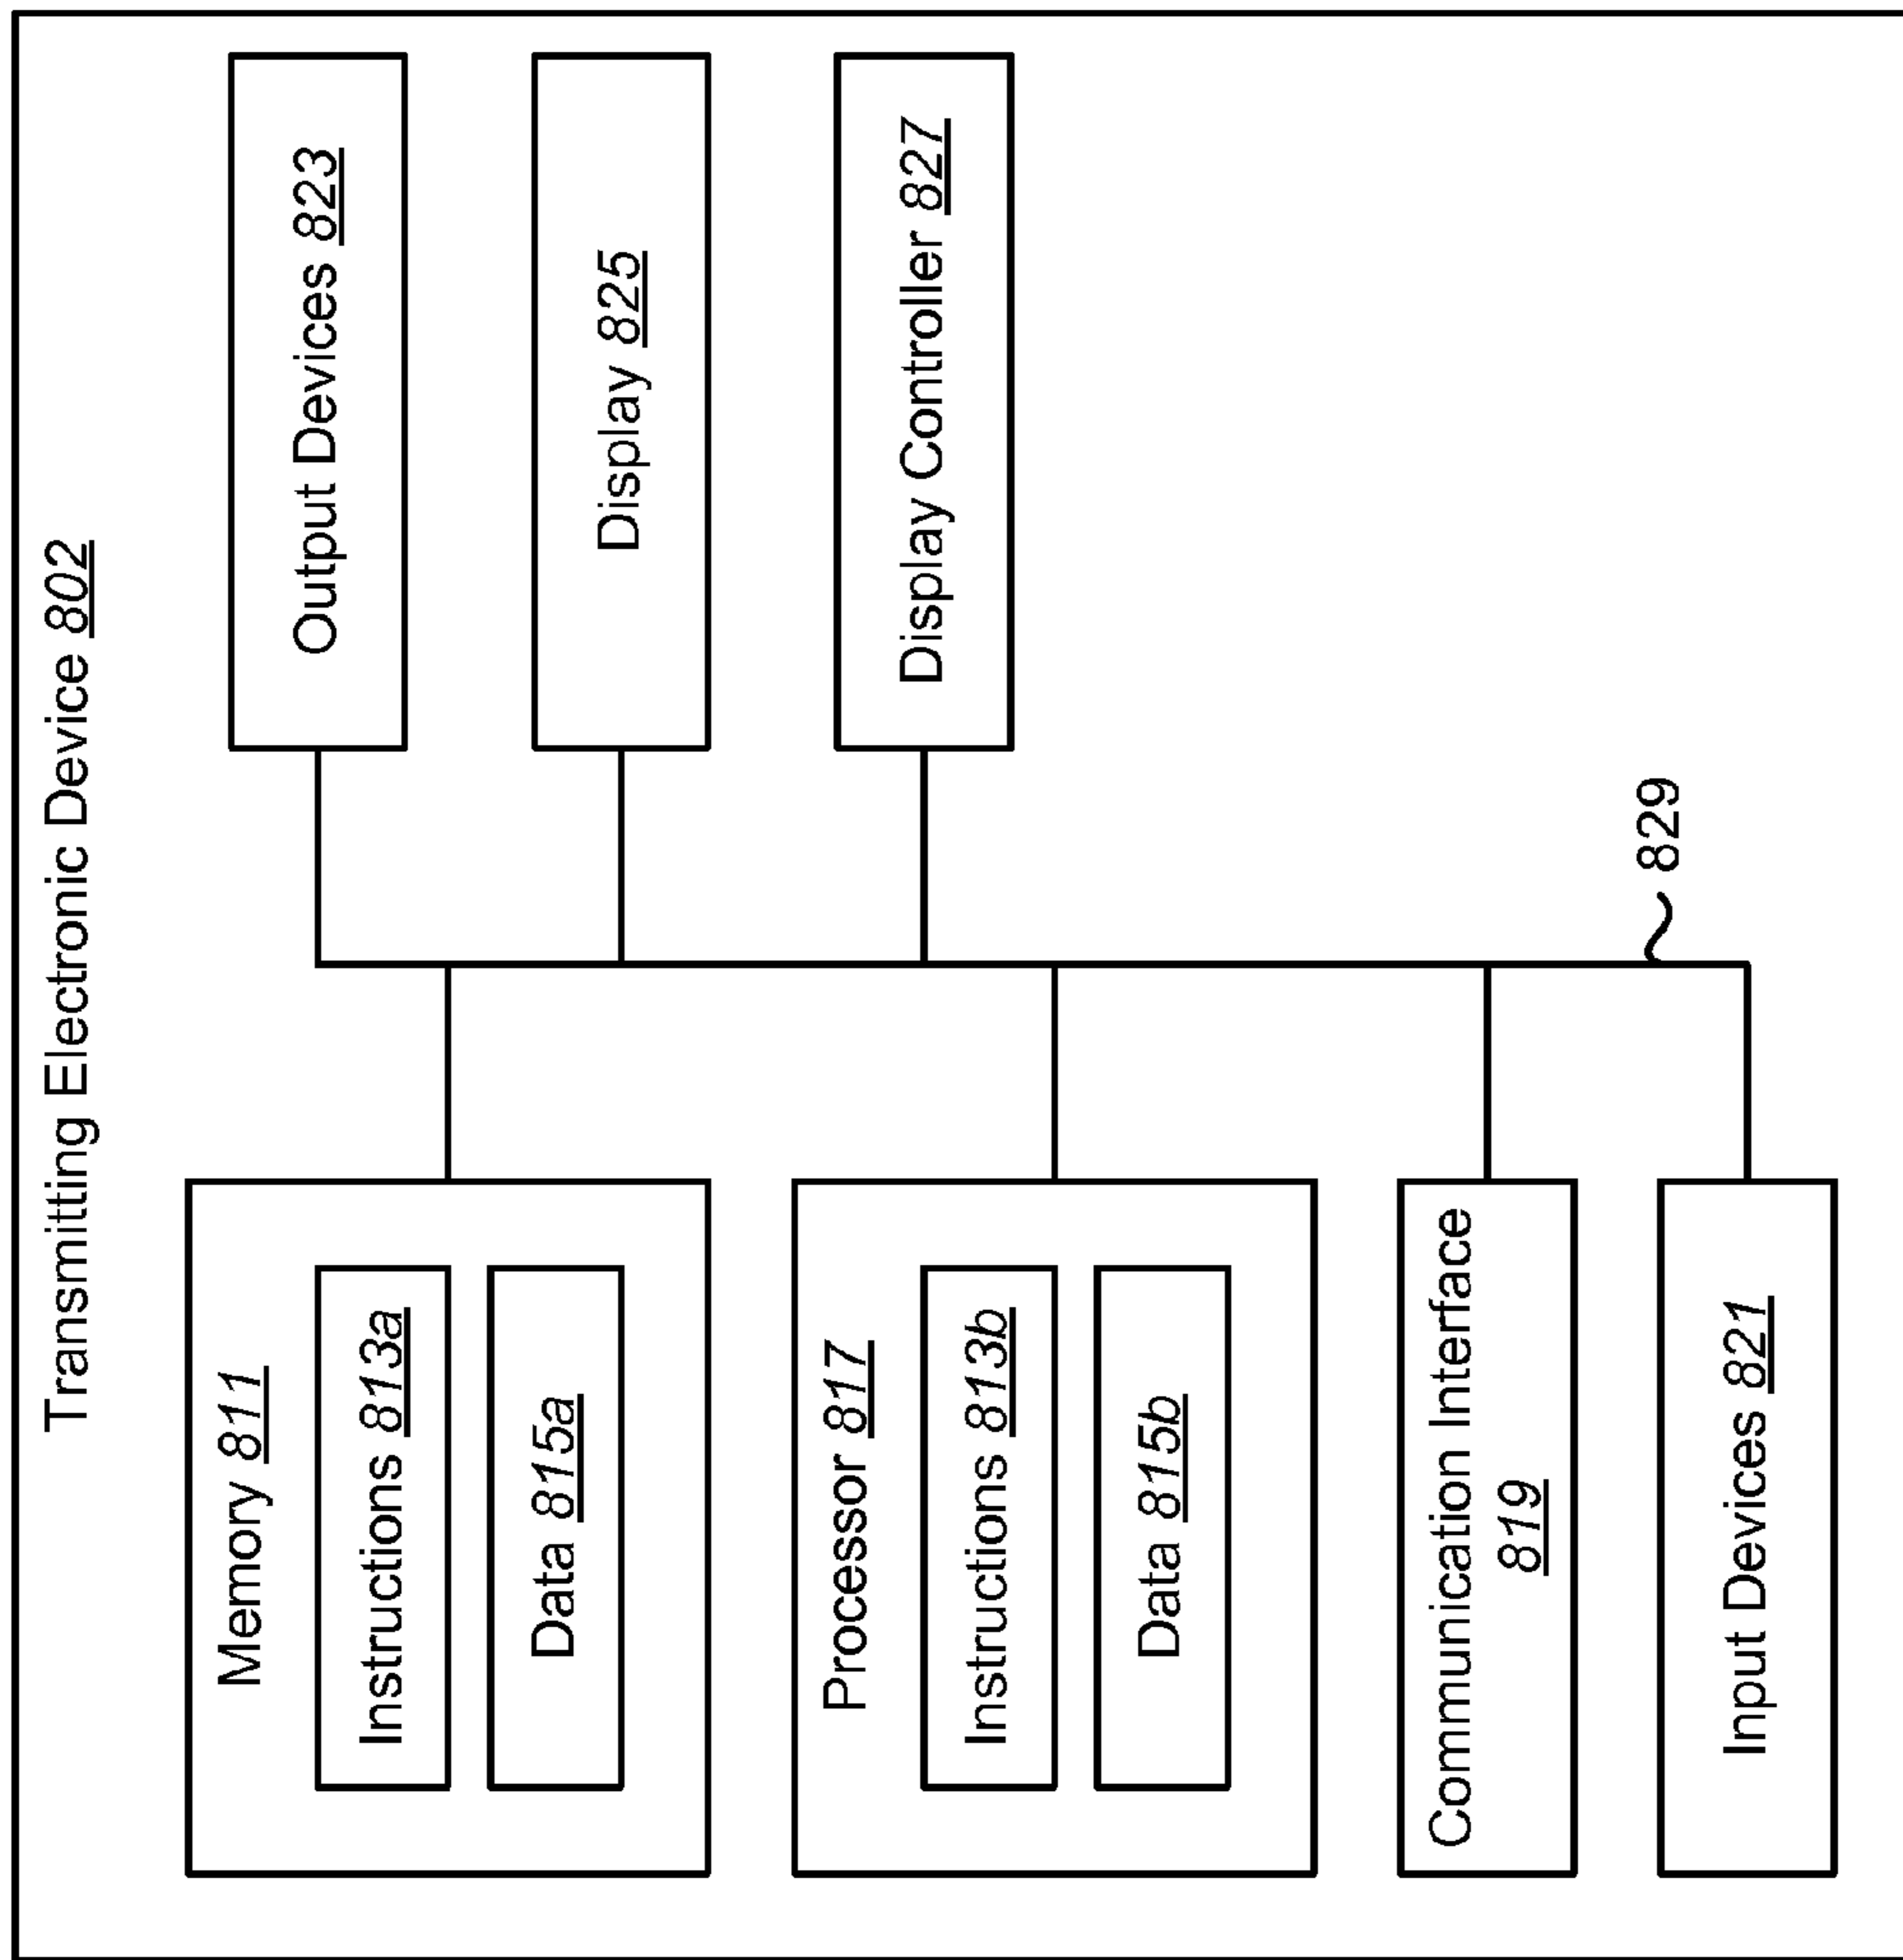 Transmitting Electronic Device 802
Memory 811
Instructions 813a
Data 815a
Processor 817
Instructions 813b
Data 815b
Communication Interface
819
Input Devices 821
Output Devices 823
Display 825
Display Controller 827
829